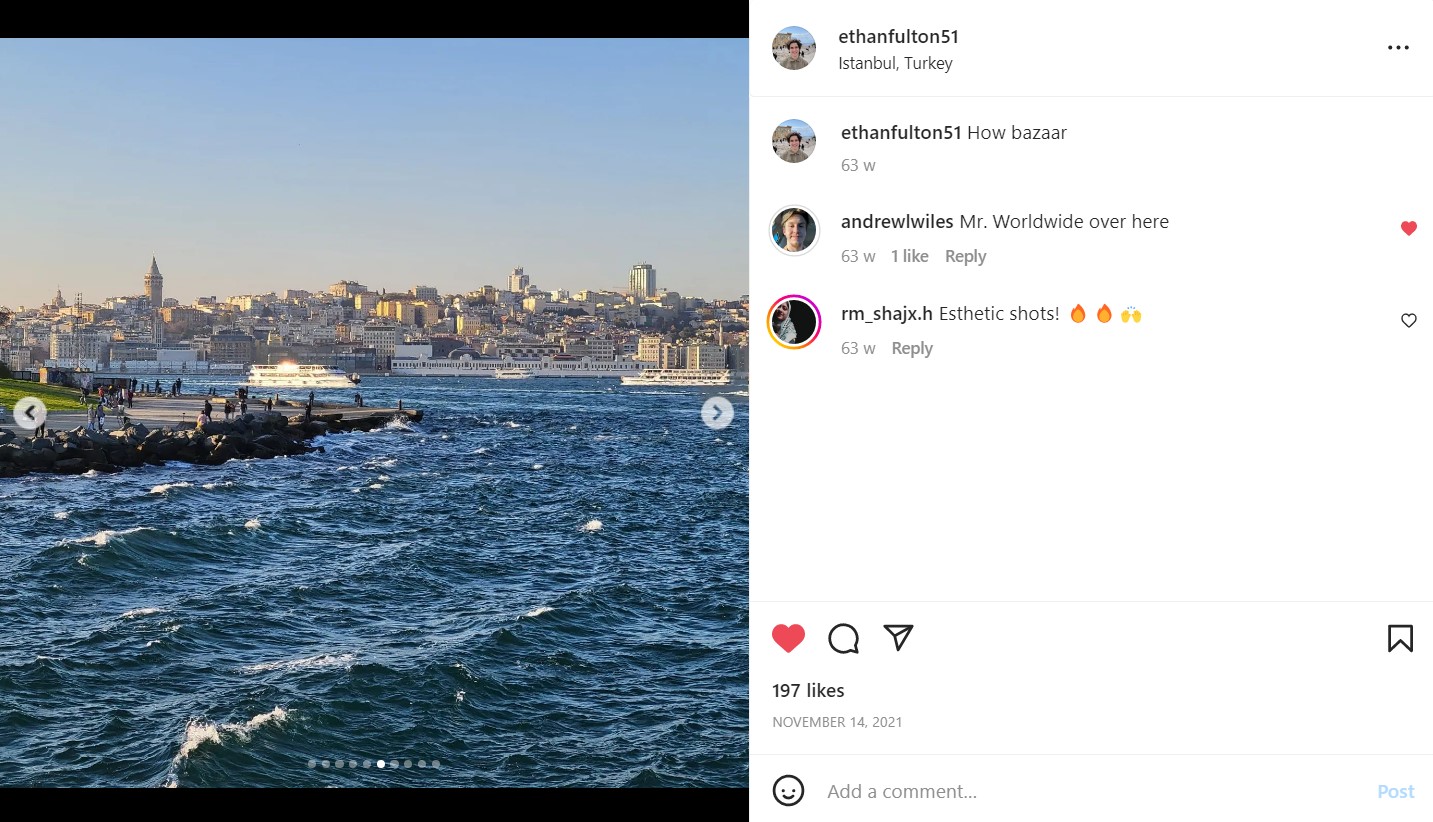 ethanfulton51
Istanbul, Turkey
ethanfulton51 How bazaar
63 w
andrewlwiles Mr. Worldwide over here
63 w 1 like Reply
rm_shajx.h Esthetic shots! 🔥 🔥 🙌
63 w Reply
197 likes
NOVEMBER 14, 2021
Add a comment... Post